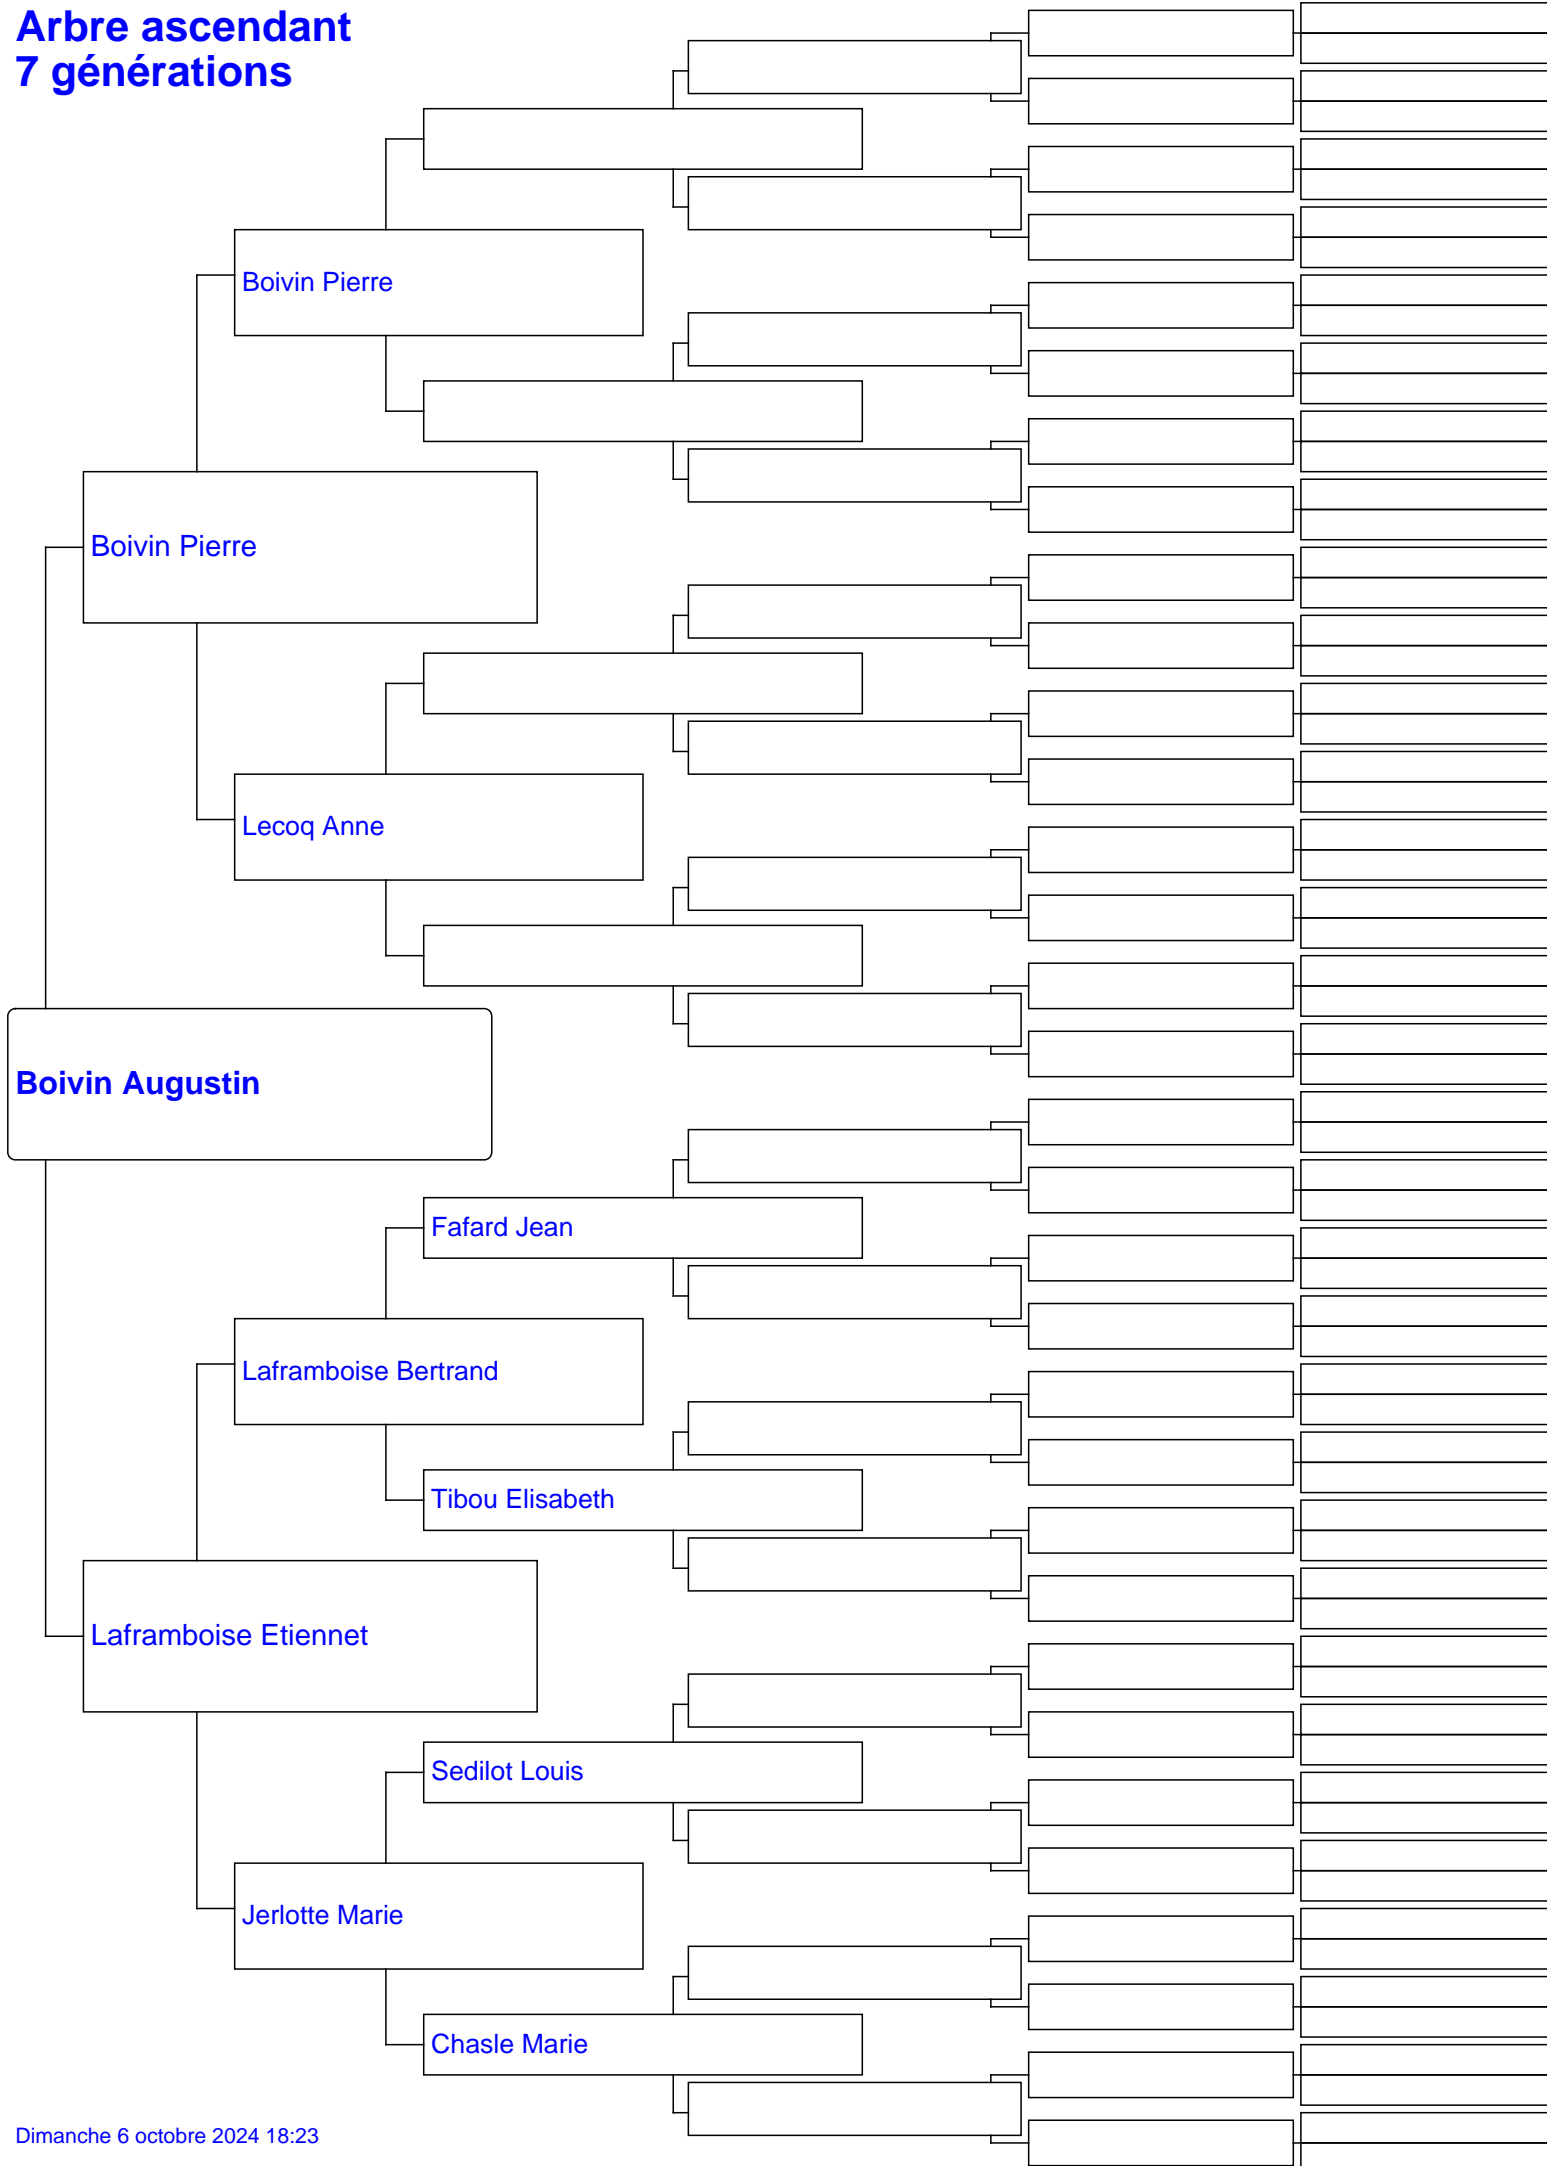 Arbre ascendant
7 générations
Boivin Pierre
Boivin Pierre
Lecoq Anne
Boivin Augustin
Fafard Jean
Laframboise Bertrand
Tibou Elisabeth
Laframboise Etiennet
Sedilot Louis
Jerlotte Marie
Chasle Marie
Dimanche 6 octobre 2024 18:23